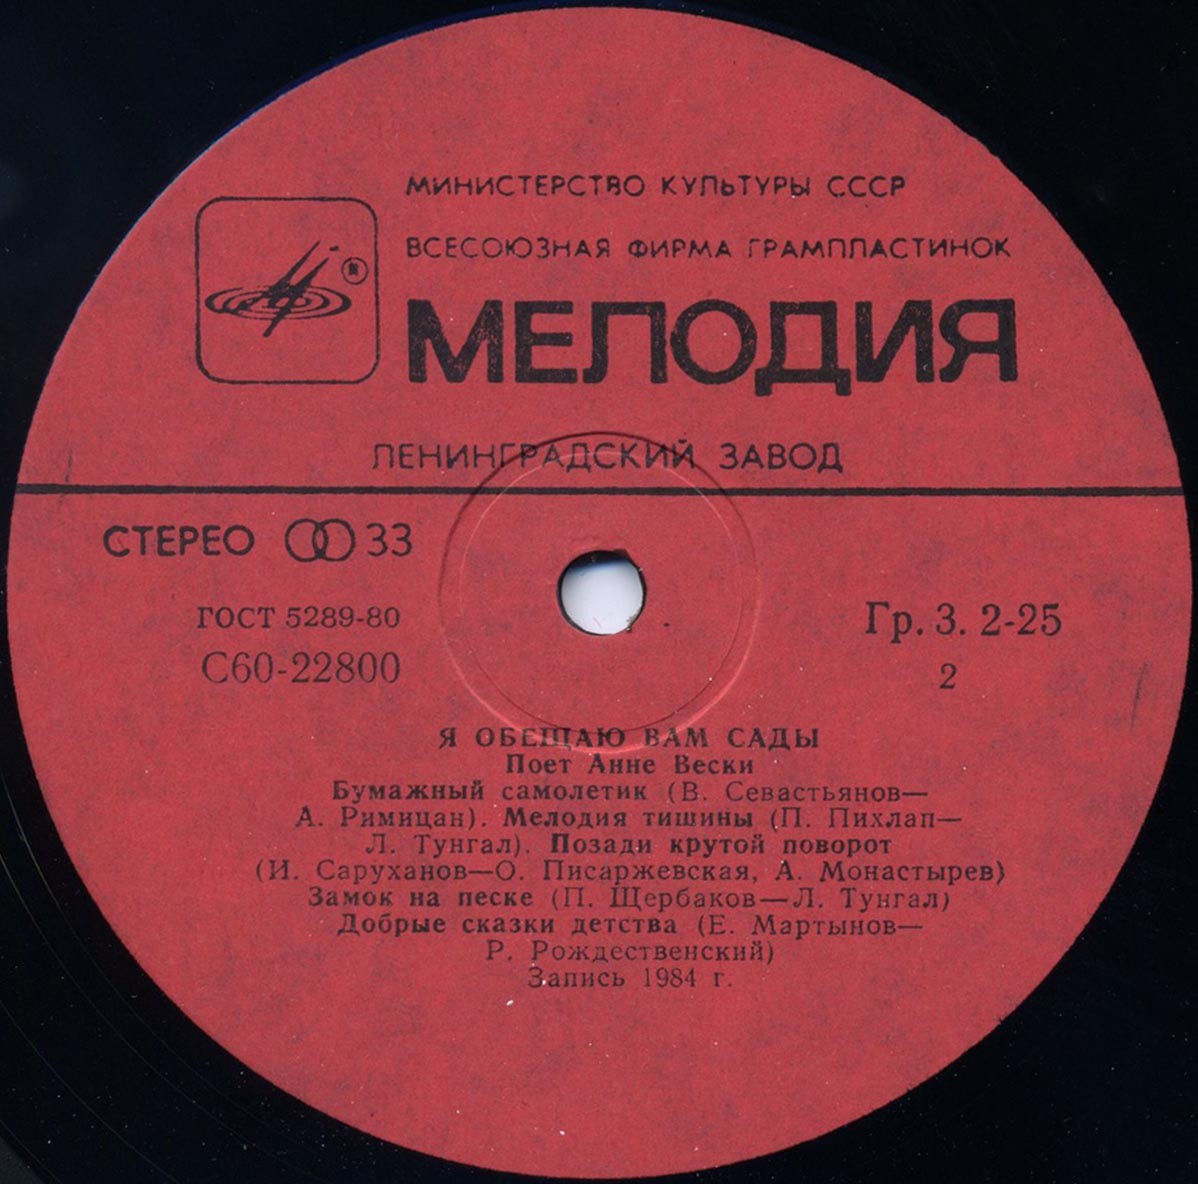 МИНИСТЕРСТВО КУЛЬТУРЫ СССР
ВСЕСОЮЗНАЯ ФИРМА ГРАМПЛАСТИНОК
МЕЛОДИЯ
ЛЕНИНГРАДСКИЙ ЗАВОД
СТЕРЕО 33
ГОСТ 5289-80
С60-22800
Гр. 3. 2-25
2
Я ОБЕЩАЮ ВАМ САДЫ
Поет Анне Вески
Бумажный самолетик (В. Севастьянов—
А. Римицан). Мелодия тишины (П. Пихлап—
Л. Тунгал). Позади крутой поворот
(И. Саруханов—О. Писаржевская, А. Монастырев)
Замок на песке (П. Щербаков—Л. Тунгал)
Добрые сказки детства (Е. Мартынов—
Р. Рождественский)
Запись 1984 г.